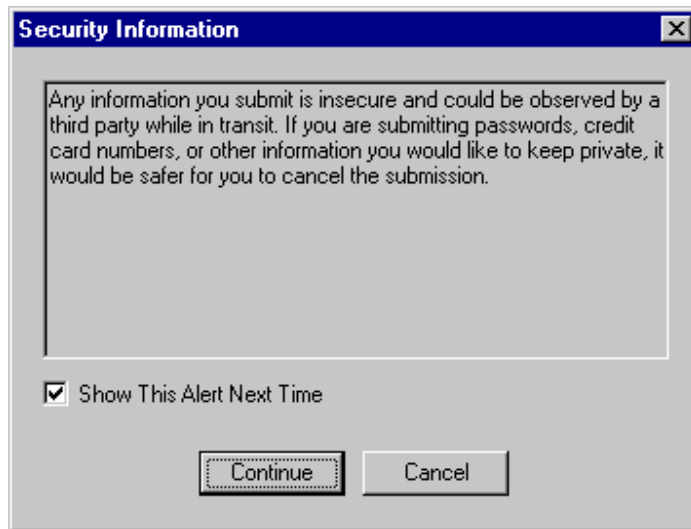 Security Information
Any information you submit is insecure and could be observed by a
third party while in transit. If you are submitting passwords, credit
card numbers, or other information you would like to keep private, it
would be safer for you to cancel the submission.
Show This Alert Next Time
Continue
Cancel